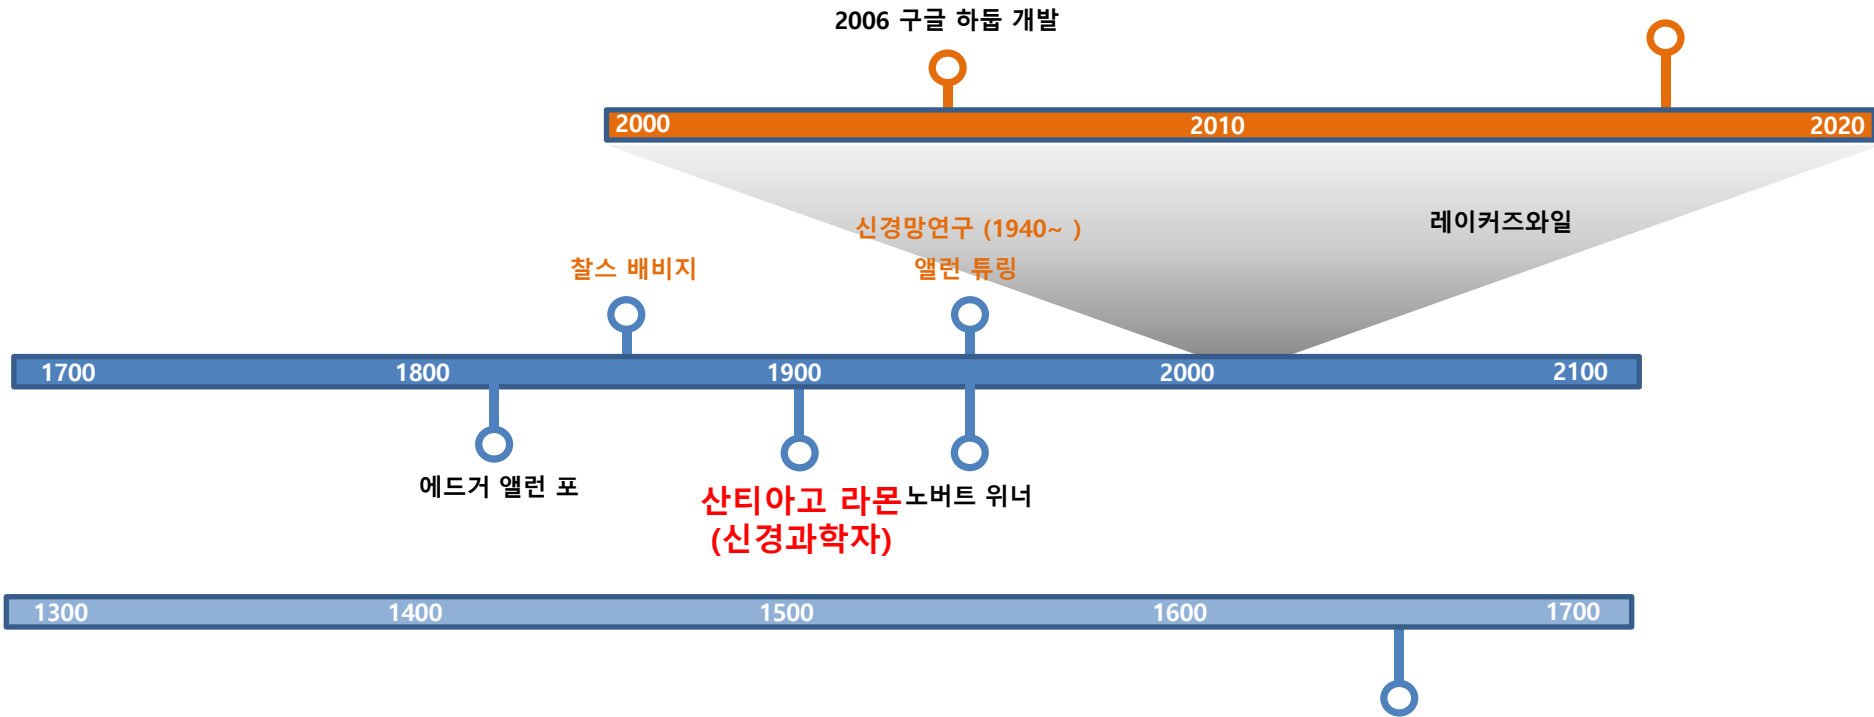 2006 구글 하둡 개발
2000 2010 2020
레이커즈와일
신경망연구 (1940~ )
찰스 배비지 앨런 튜링
1700 1800 1900 2000 2100
에드거 앨런 포 산티아고 라몬 노버트 위너
(신경과학자)
1300 1400 1500 1600 1700